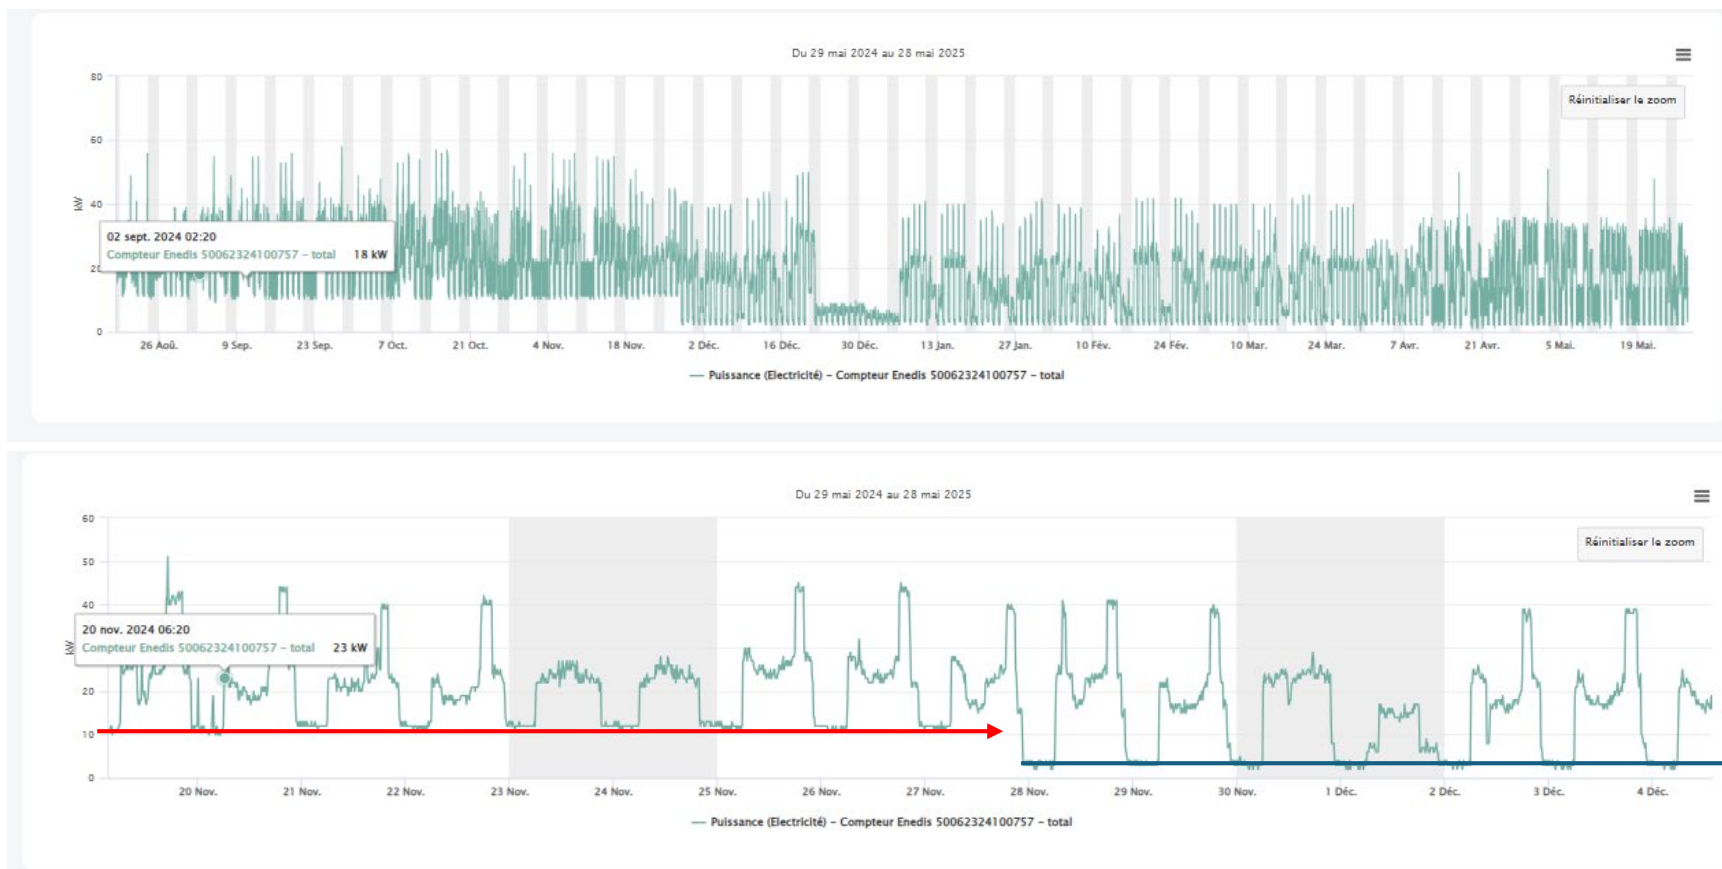 Du 29 mai 2024 au 28 mai 2025
80
Réinitialiser le zoom
60
kW
40
02 sept. 2024 02:20
Compteur Enedis 50062324100757 - total 18 kW
20
0
26 Aoû. 9 Sep. 23 Sep. 7 Oct. 21 Oct. 4 Nov. 18 Nov. 2 Déc. 16 Déc. 30 Déc. 13 Jan. 27 Jan. 10 Fév. 24 Fév. 10 Mar. 24 Mar. 7 Avr. 21 Avr. 5 Mai. 19 Mai.
Puissance (Electricité) - Compteur Enedis 50062324100757 - total
Du 29 mai 2024 au 28 mai 2025
60
Réinitialiser le zoom
50
40
20 nov. 2024 06:20
Compteur Enedis 50062324100757 - total 23 kW
kW
20
10
0
20 Nov. 21 Nov. 22 Nov. 23 Nov. 24 Nov. 25 Nov. 26 Nov. 27 Nov. 28 Nov. 29 Nov. 30 Nov. 1 Déc. 2 Déc. 3 Déc. 4 Déc.
Puissance (Electricité) - Compteur Enedis 50062324100757 - total